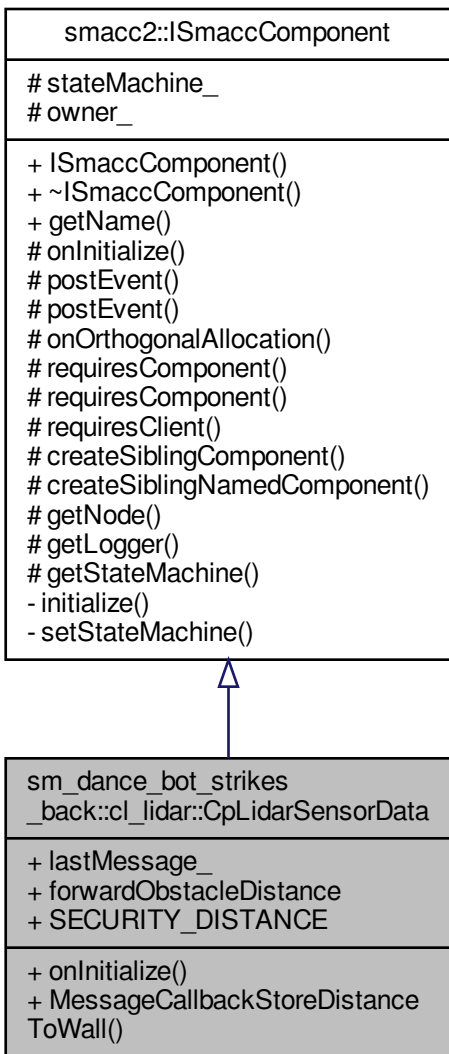 smacc2::ISmaccComponent
# stateMachine_
# owner_
+ ISmaccComponent()
+ ~ISmaccComponent()
+ getName()
# onInitialize()
# postEvent()
# postEvent()
# onOrthogonalAllocation()
# requiresComponent()
# requiresComponent()
# requiresClient()
# createSiblingComponent()
# createSiblingNamedComponent()
# getNode()
# getLogger()
# getStateMachine()
- initialize()
- setStateMachine()
sm_dance_bot_strikes
_back::cl_lidar::CpLidarSensorData
+ lastMessage_
+ forwardObstacleDistance
+ SECURITY_DISTANCE
+ onInitialize()
+ MessageCallbackStoreDistance
ToWall()